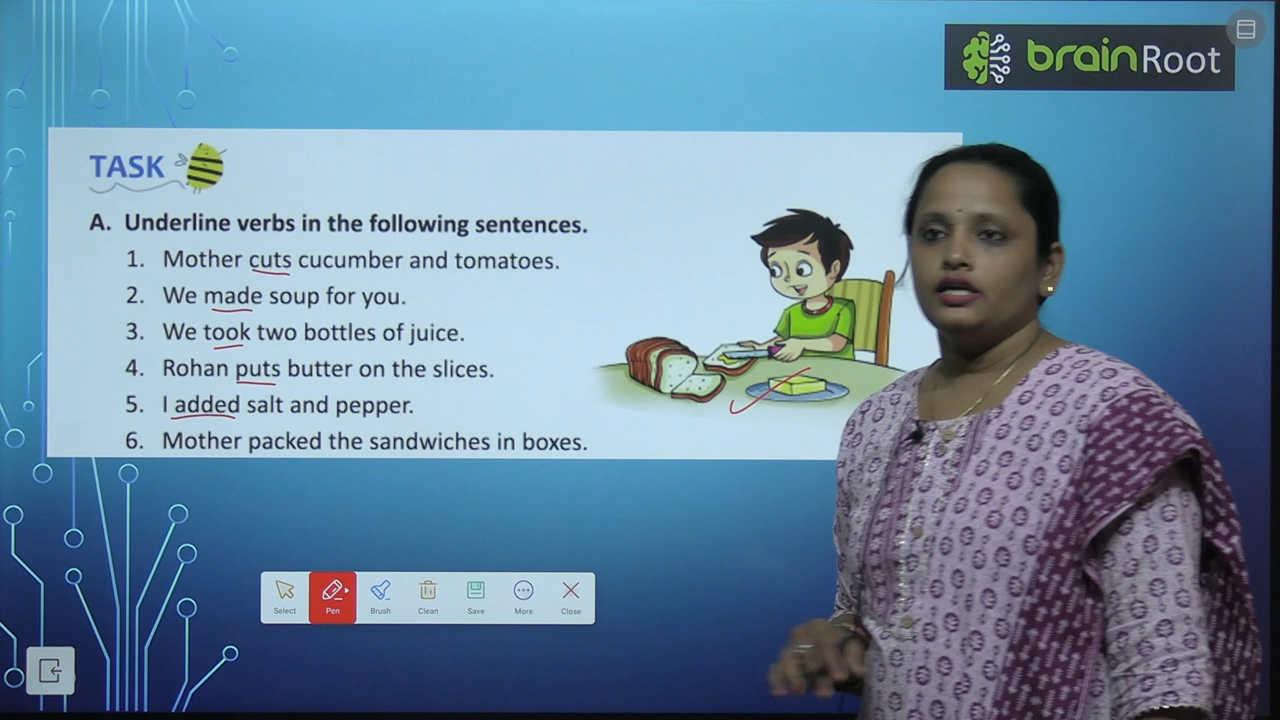 brainRoot
TASK
A. Underline verbs in the following sentences.
1. Mother cuts cucumber and tomatoes.
2. We made soup for you.
3. We took two bottles of juice.
4. Rohan puts butter on the slices.
5. I added salt and pepper.
6. Mother packed the sandwiches in boxes.
Select Pen Brush Clean Save More Close